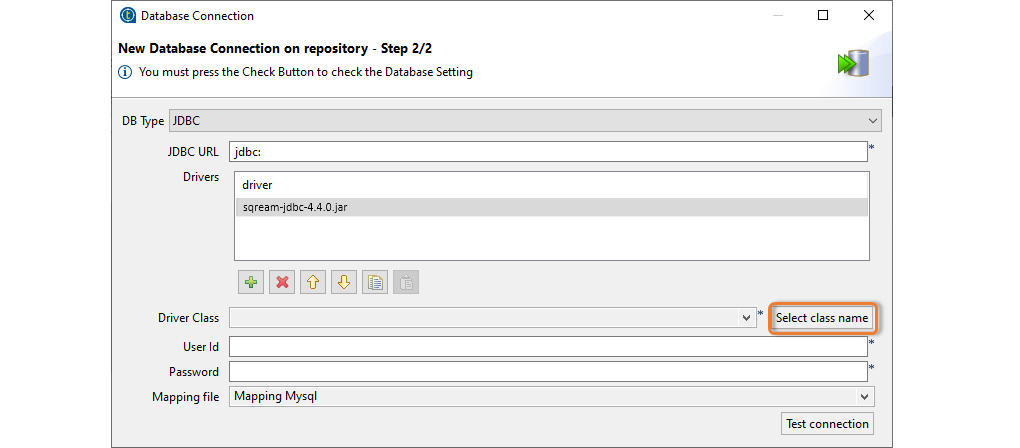 Database Connection
New Database Connection on repository - Step 2/2
You must press the Check Button to check the Database Setting
DB Type JDBC
JDBC URL jdbc: *
Drivers
driver
sqream-jdbc-4.4.0.jar
Driver Class * Select class name
User Id *
Password *
Mapping file Mapping Mysql
Test connection